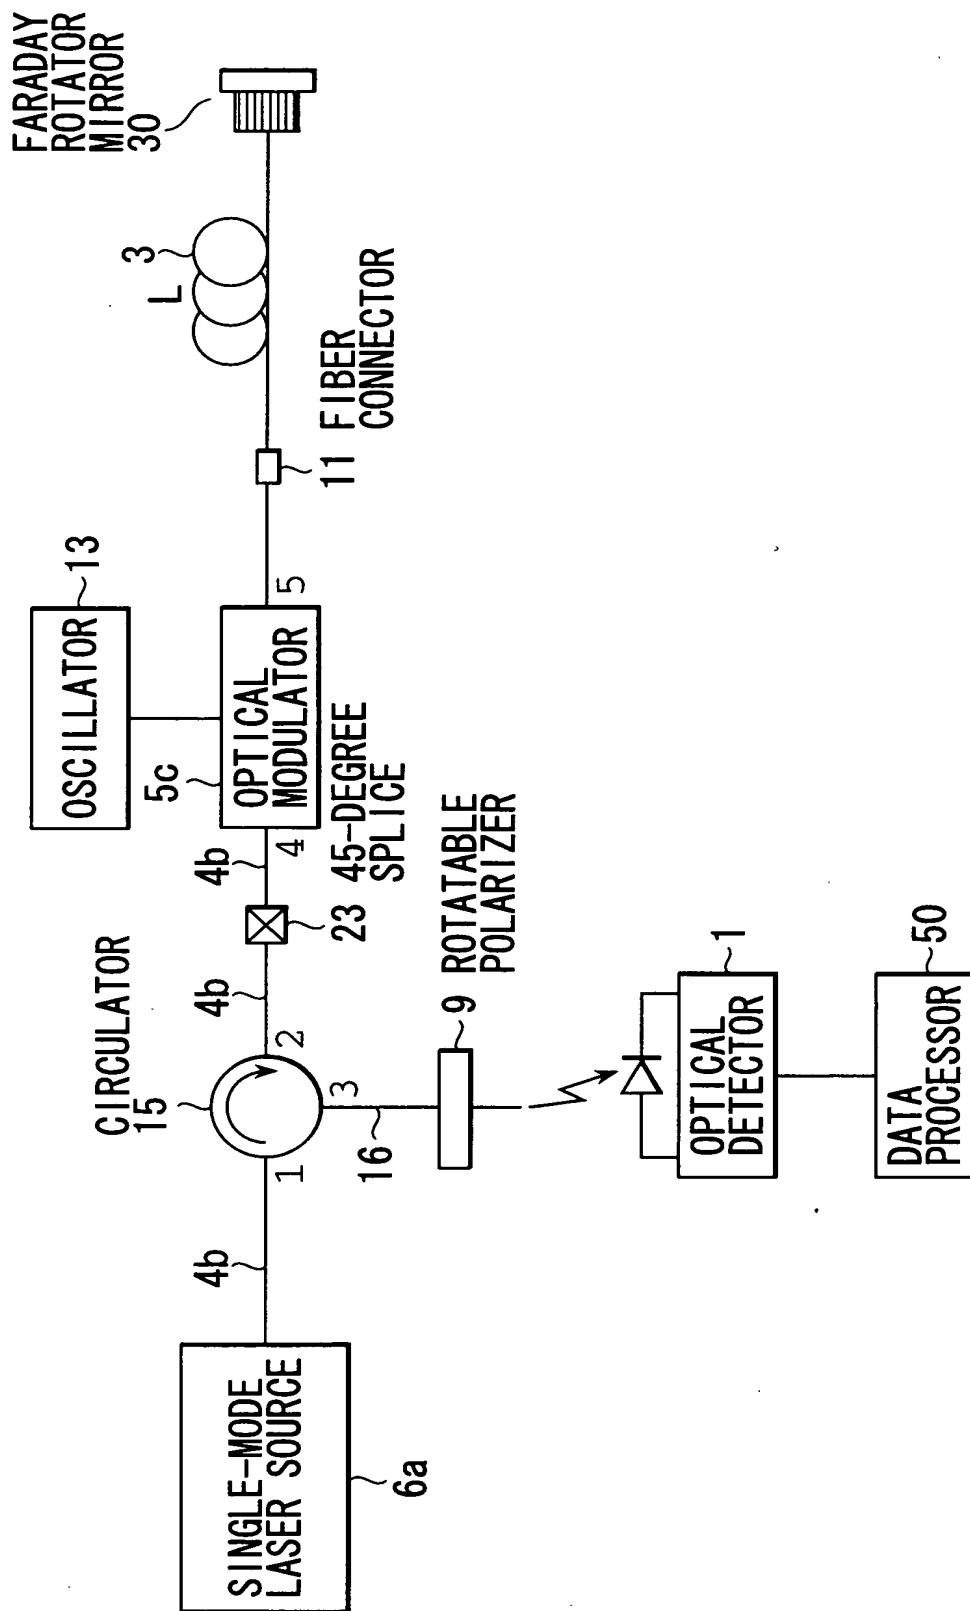 FARADAY
ROTATOR
MIRROR
30
3
L
FIBER
CONNECTOR
11
OSCILLATOR
13
5
5c
OPTICAL
MODULATOR
4
4b
45-DEGREE
SPLICE
23
4b
CIRCULATOR
15
2
3
1
16
9
ROTATABLE
POLARIZER
4b
SINGLE-MODE
LASER SOURCE
6a
1
OPTICAL
DETECTOR
50
DATA
PROCESSOR